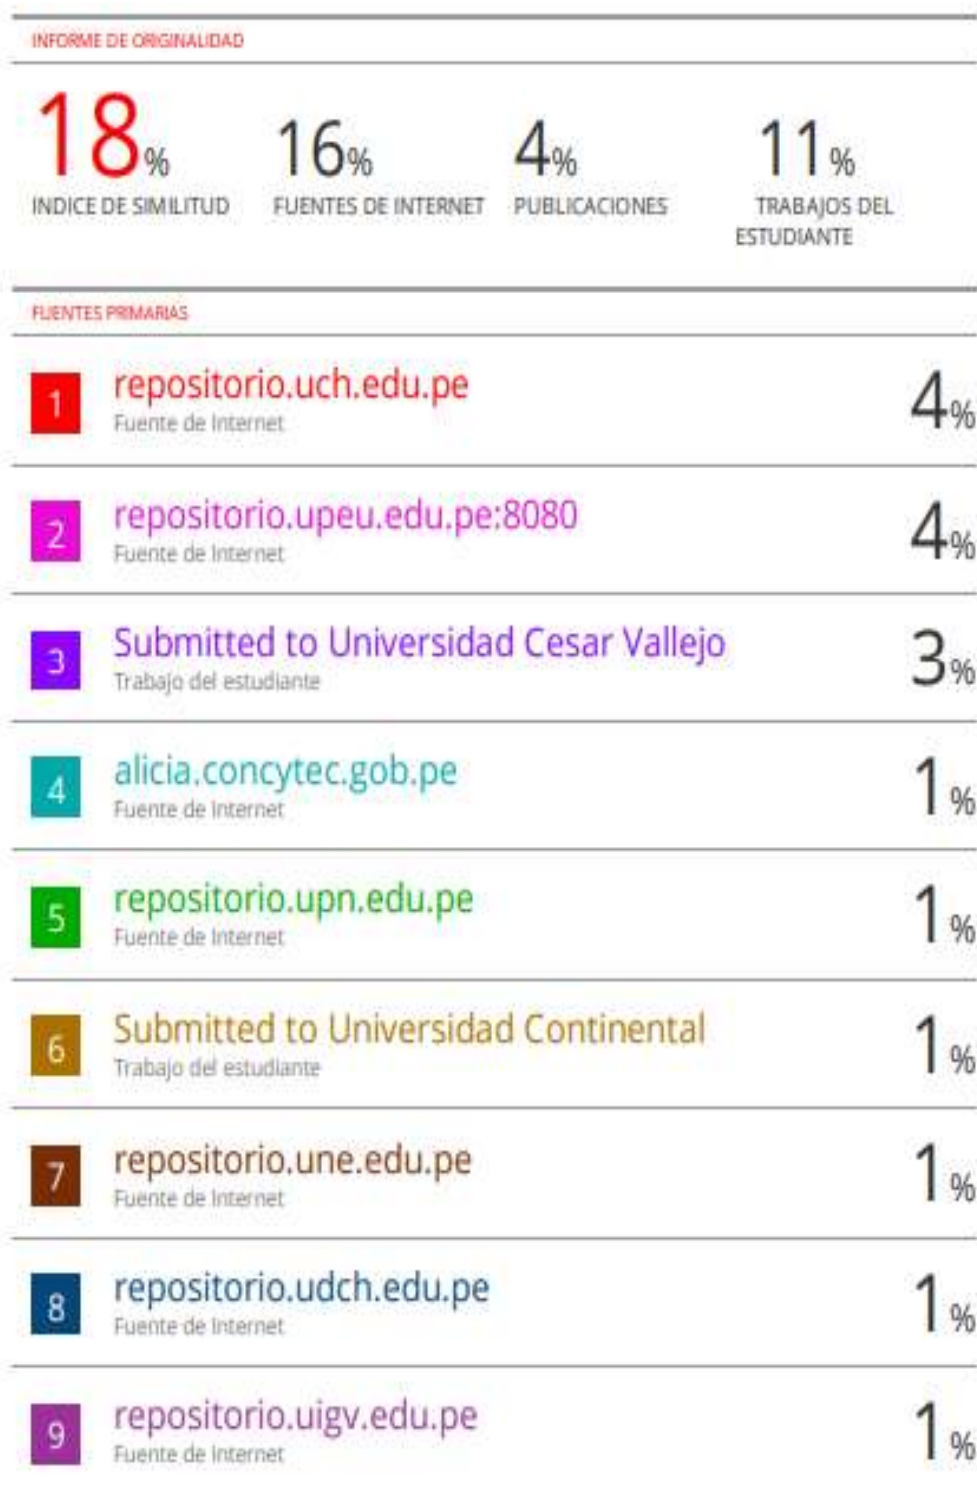 INFORME DE ORIGINALIDAD
18% 16% 4% 11%
INDICE DE SIMILITUD FUENTES DE INTERNET PUBLICACIONES TRABAJOS DEL
ESTUDIANTE
FUENTES PRIMARIAS
1 repositorio.uch.edu.pe 4%
Fuente de Internet
2 repositorio.upeu.edu.pe:8080 4%
Fuente de Internet
3 Submitted to Universidad Cesar Vallejo 3%
Trabajo del estudiante
4 alicia.concytec.gob.pe 1%
Fuente de Internet
5 repositorio.upn.edu.pe 1%
Fuente de Internet
6 Submitted to Universidad Continental 1%
Trabajo del estudiante
7 repositorio.une.edu.pe 1%
Fuente de Internet
8 repositorio.udch.edu.pe 1%
Fuente de Internet
9 repositorio.uigv.edu.pe 1%
Fuente de Internet